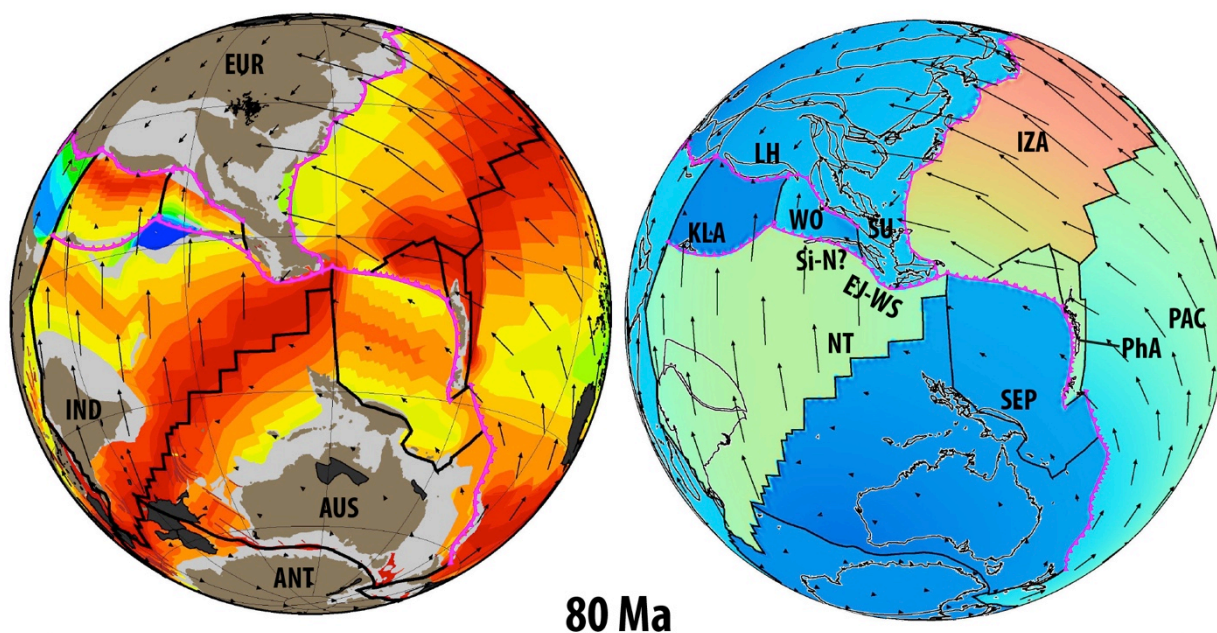 EUR
IND
AUS
ANT
LH
IZA
KLA
WO
SU
Si-N?
EJ-WS
NT
PAC
PhA
SEP
80 Ma